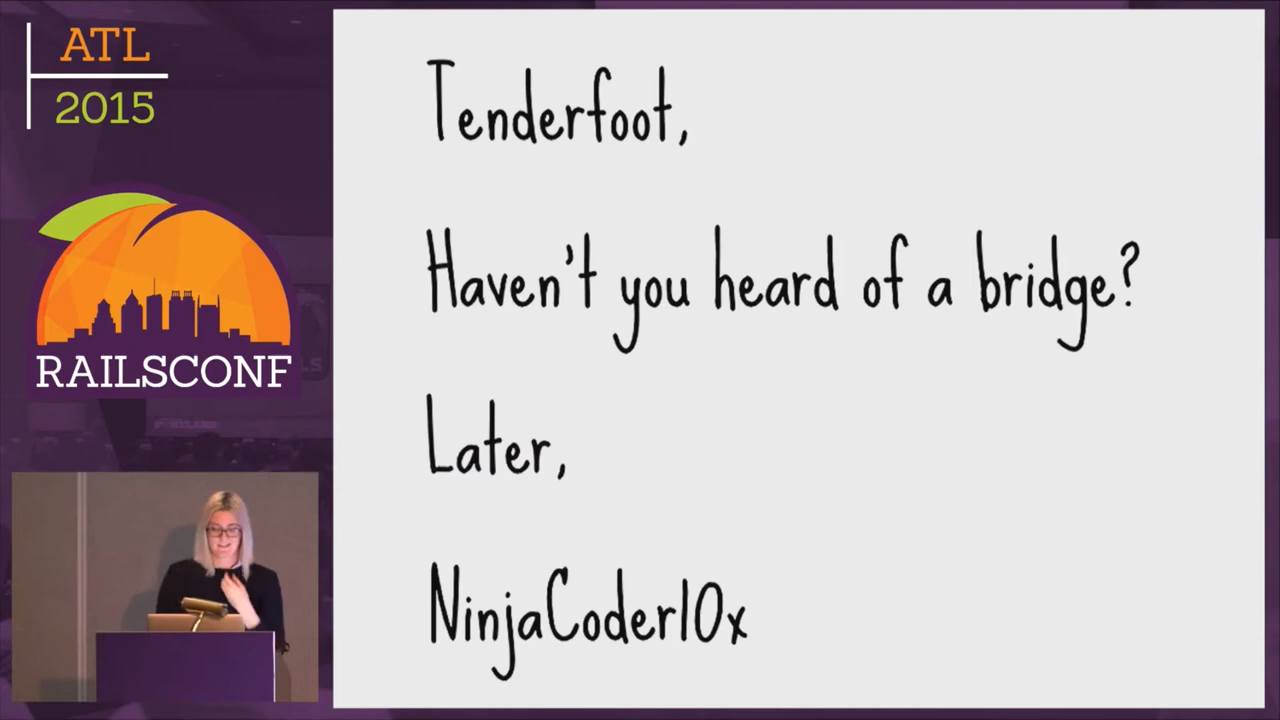 ATL
2015
RAILSCONF
Tenderfoot,
Haven't you heard of a bridge?
Later,
NinjaCoder10x